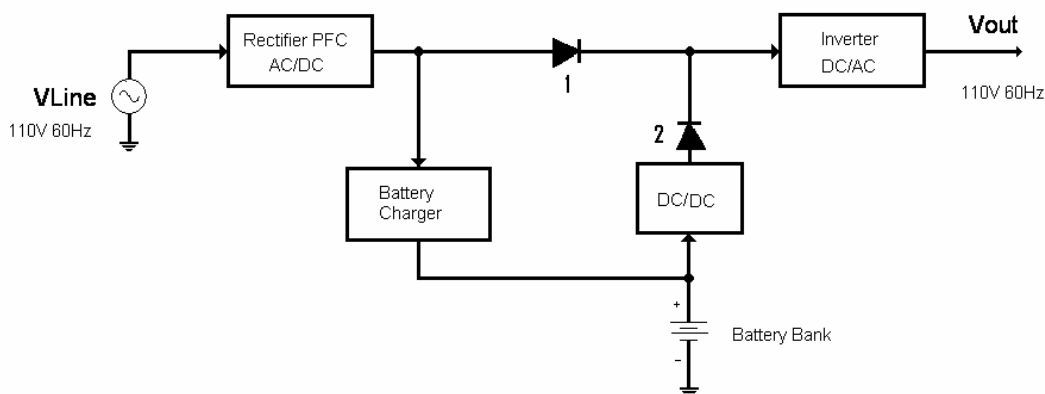 VLine
110V 60Hz
Rectifier PFC
AC/DC
1
2
Inverter
DC/AC
Vout
110V 60Hz
Battery
Charger
DC/DC
+
-
Battery Bank